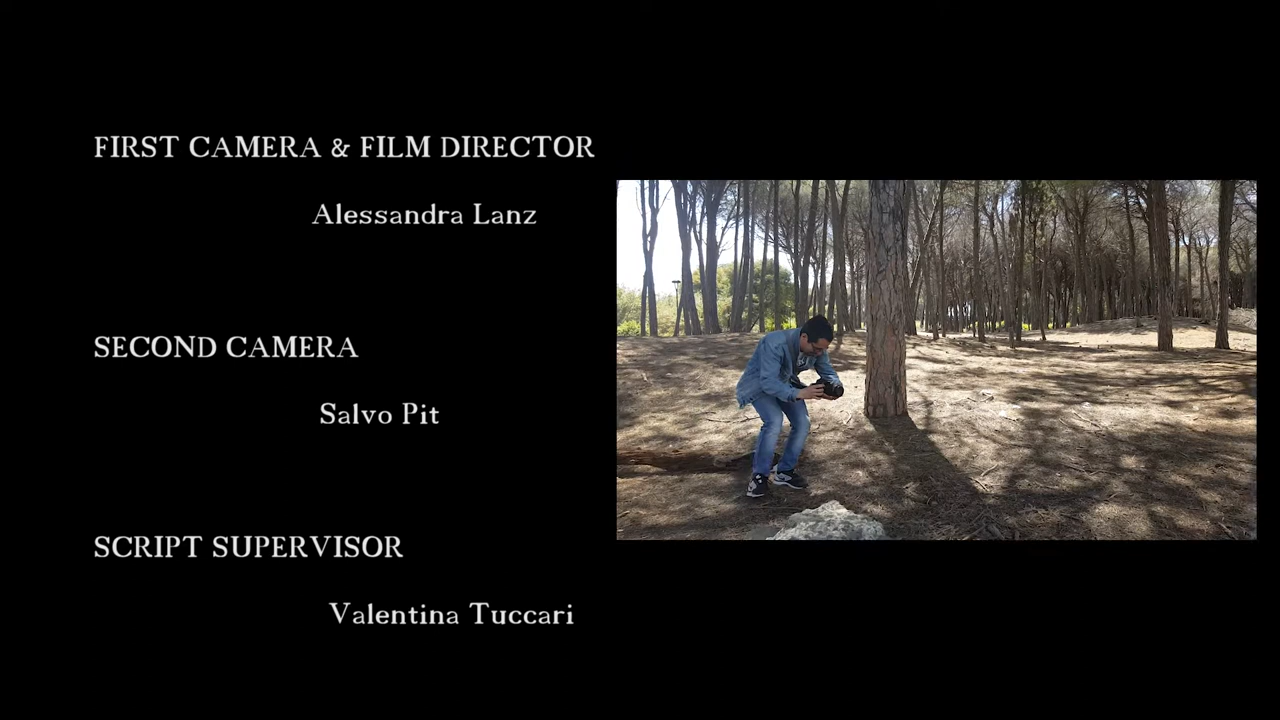 FIRST CAMERA & FILM DIRECTOR
Alessandra Lanz
SECOND CAMERA
Salvo Pit
SCRIPT SUPERVISOR
Valentina Tuccari